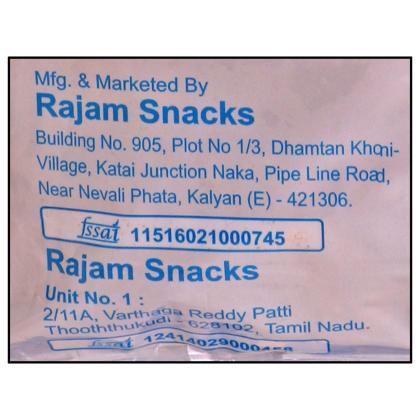 Mfg. & Marketed By
Rajam Snacks
Building No. 905, Plot No 1/3, Dhamtan Khoni-
Village, Katai Junction Naka, Pipe Line Road,
Near Nevali Phata, Kalyan (E) - 421306.
fssai 11516021000745
Rajam Snacks
Unit No. 1 :
2/11A, Varthaga Reddy Patti
Thooththukudi - 628102, Tamil Nadu.
fssai